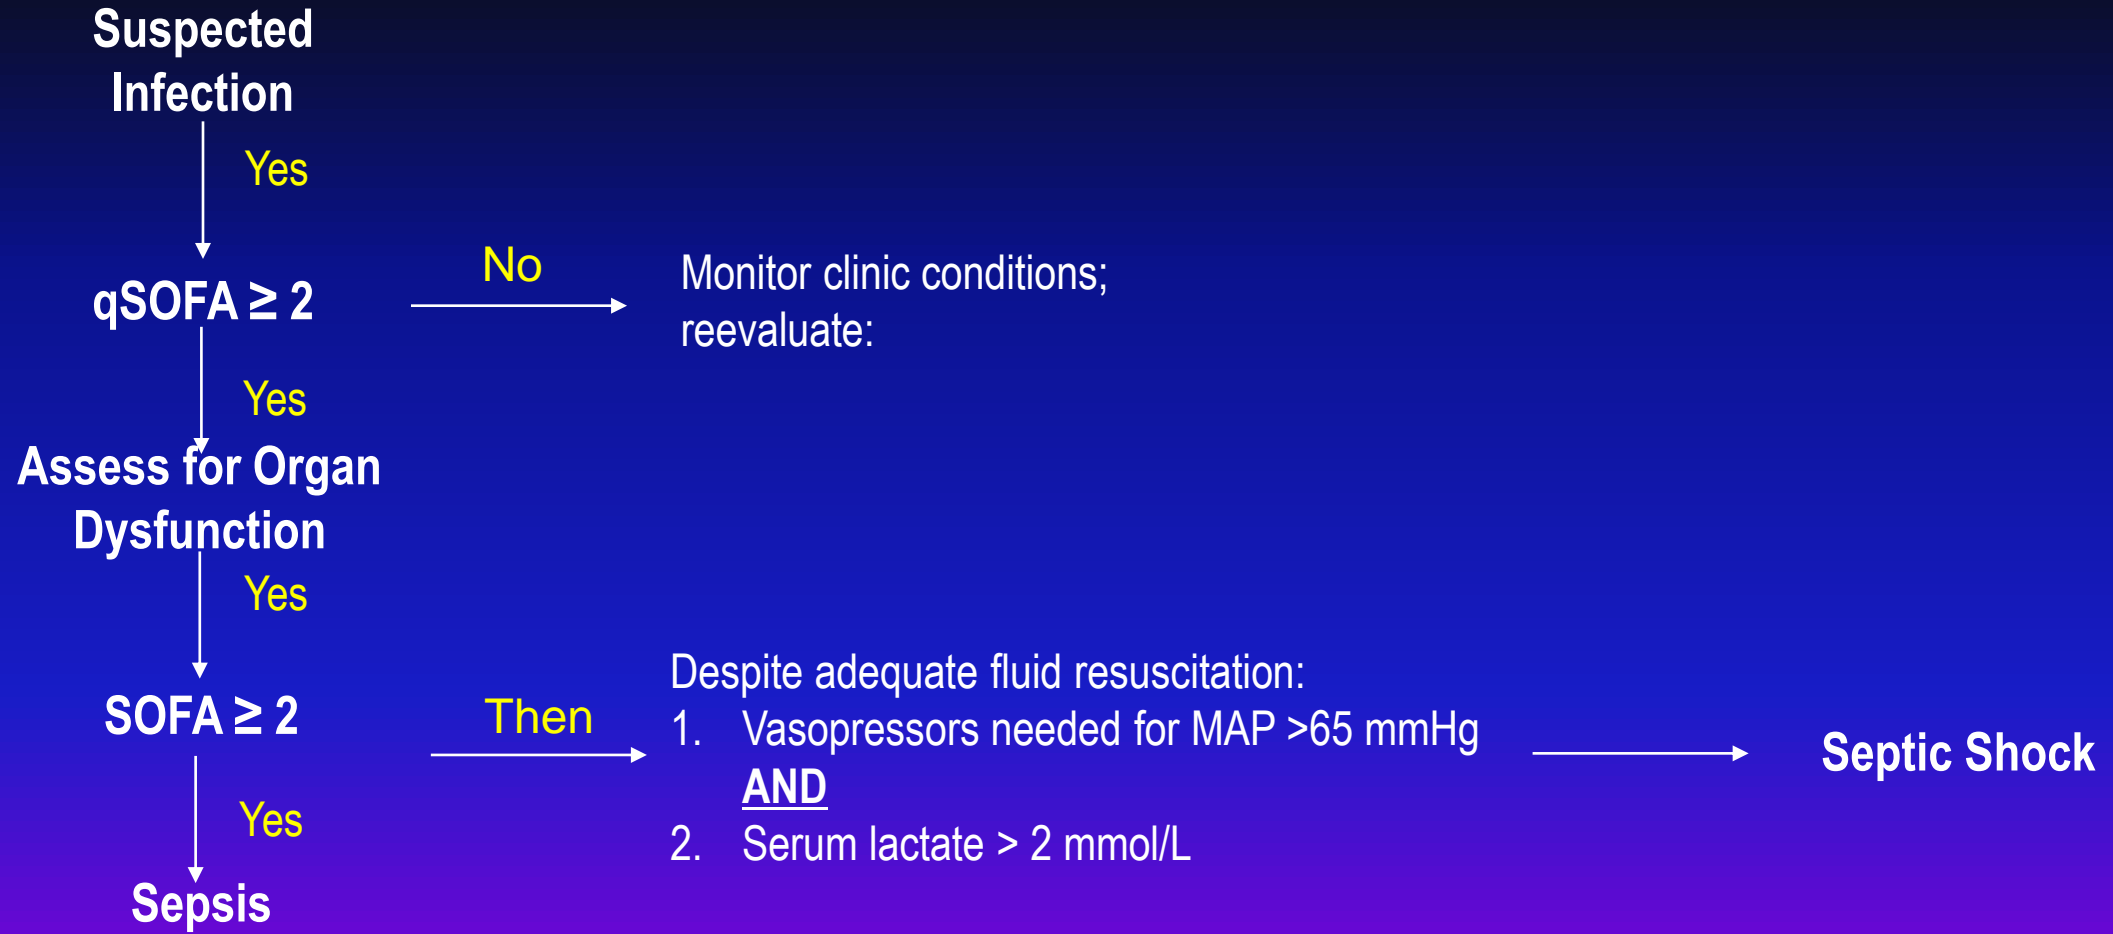 Suspected
Infection
Yes
qSOFA ≥ 2
No
Monitor clinic conditions;
reevaluate:
Yes
Assess for Organ
Dysfunction
Yes
SOFA ≥ 2
Then
Despite adequate fluid resuscitation:
1. Vasopressors needed for MAP >65 mmHg
AND
2. Serum lactate > 2 mmol/L
Septic Shock
Yes
Sepsis